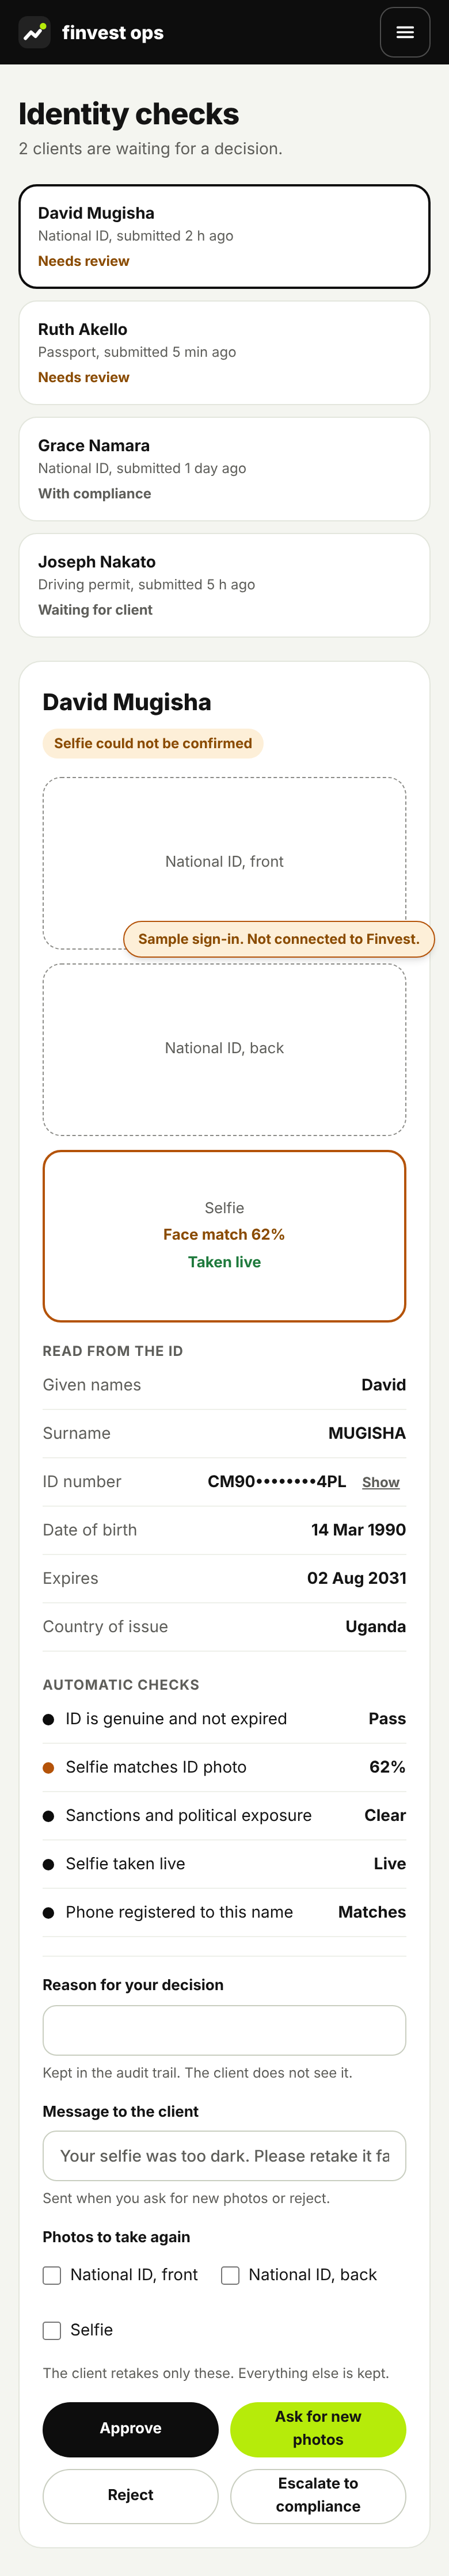 finvest ops
Identity checks
2 clients are waiting for a decision.
David Mugisha
National ID, submitted 2 h ago
Needs review
Ruth Akello
Passport, submitted 5 min ago
Needs review
Grace Namara
National ID, submitted 1 day ago
With compliance
Joseph Nakato
Driving permit, submitted 5 h ago
Waiting for client
David Mugisha
Selfie could not be confirmed
National ID, front
Sample sign-in. Not connected to Finvest.
National ID, back
Selfie
Face match 62%
Taken live
READ FROM THE ID
Given names David
Surname MUGISHA
ID number CM90••••••••4PL Show
Date of birth 14 Mar 1990
Expires 02 Aug 2031
Country of issue Uganda
AUTOMATIC CHECKS
ID is genuine and not expired Pass
Selfie matches ID photo 62%
Sanctions and political exposure Clear
Selfie taken live Live
Phone registered to this name Matches
Reason for your decision
Kept in the audit trail. The client does not see it.
Message to the client
Your selfie was too dark. Please retake it fa
Sent when you ask for new photos or reject.
Photos to take again
National ID, front National ID, back
Selfie
The client retakes only these. Everything else is kept.
Approve
Ask for new
photos
Reject
Escalate to
compliance